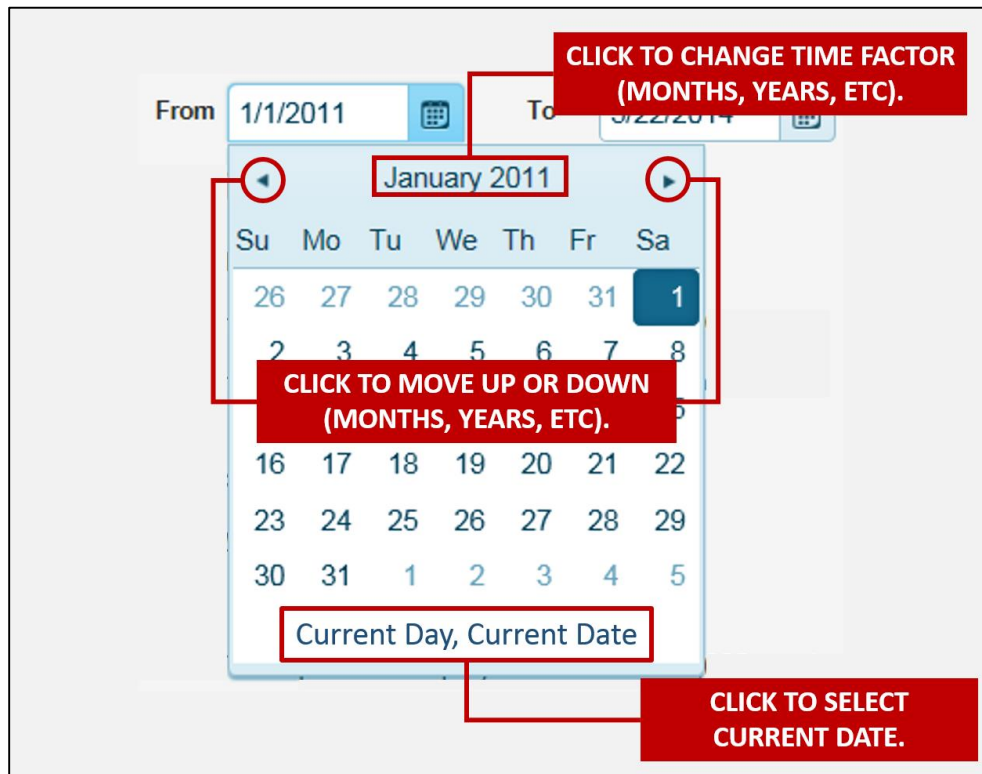 CLICK TO CHANGE TIME FACTOR
(MONTHS, YEARS, ETC).
From 1/1/2011 To
January 2011
Su Mo Tu We Th Fr Sa
26 27 28 29 30 31 1
2 3 4 5 6 7 8
CLICK TO MOVE UP OR DOWN
(MONTHS, YEARS, ETC).
16 17 18 19 20 21 22
23 24 25 26 27 28 29
30 31 1 2 3 4 5
Current Day, Current Date
CLICK TO SELECT
CURRENT DATE.